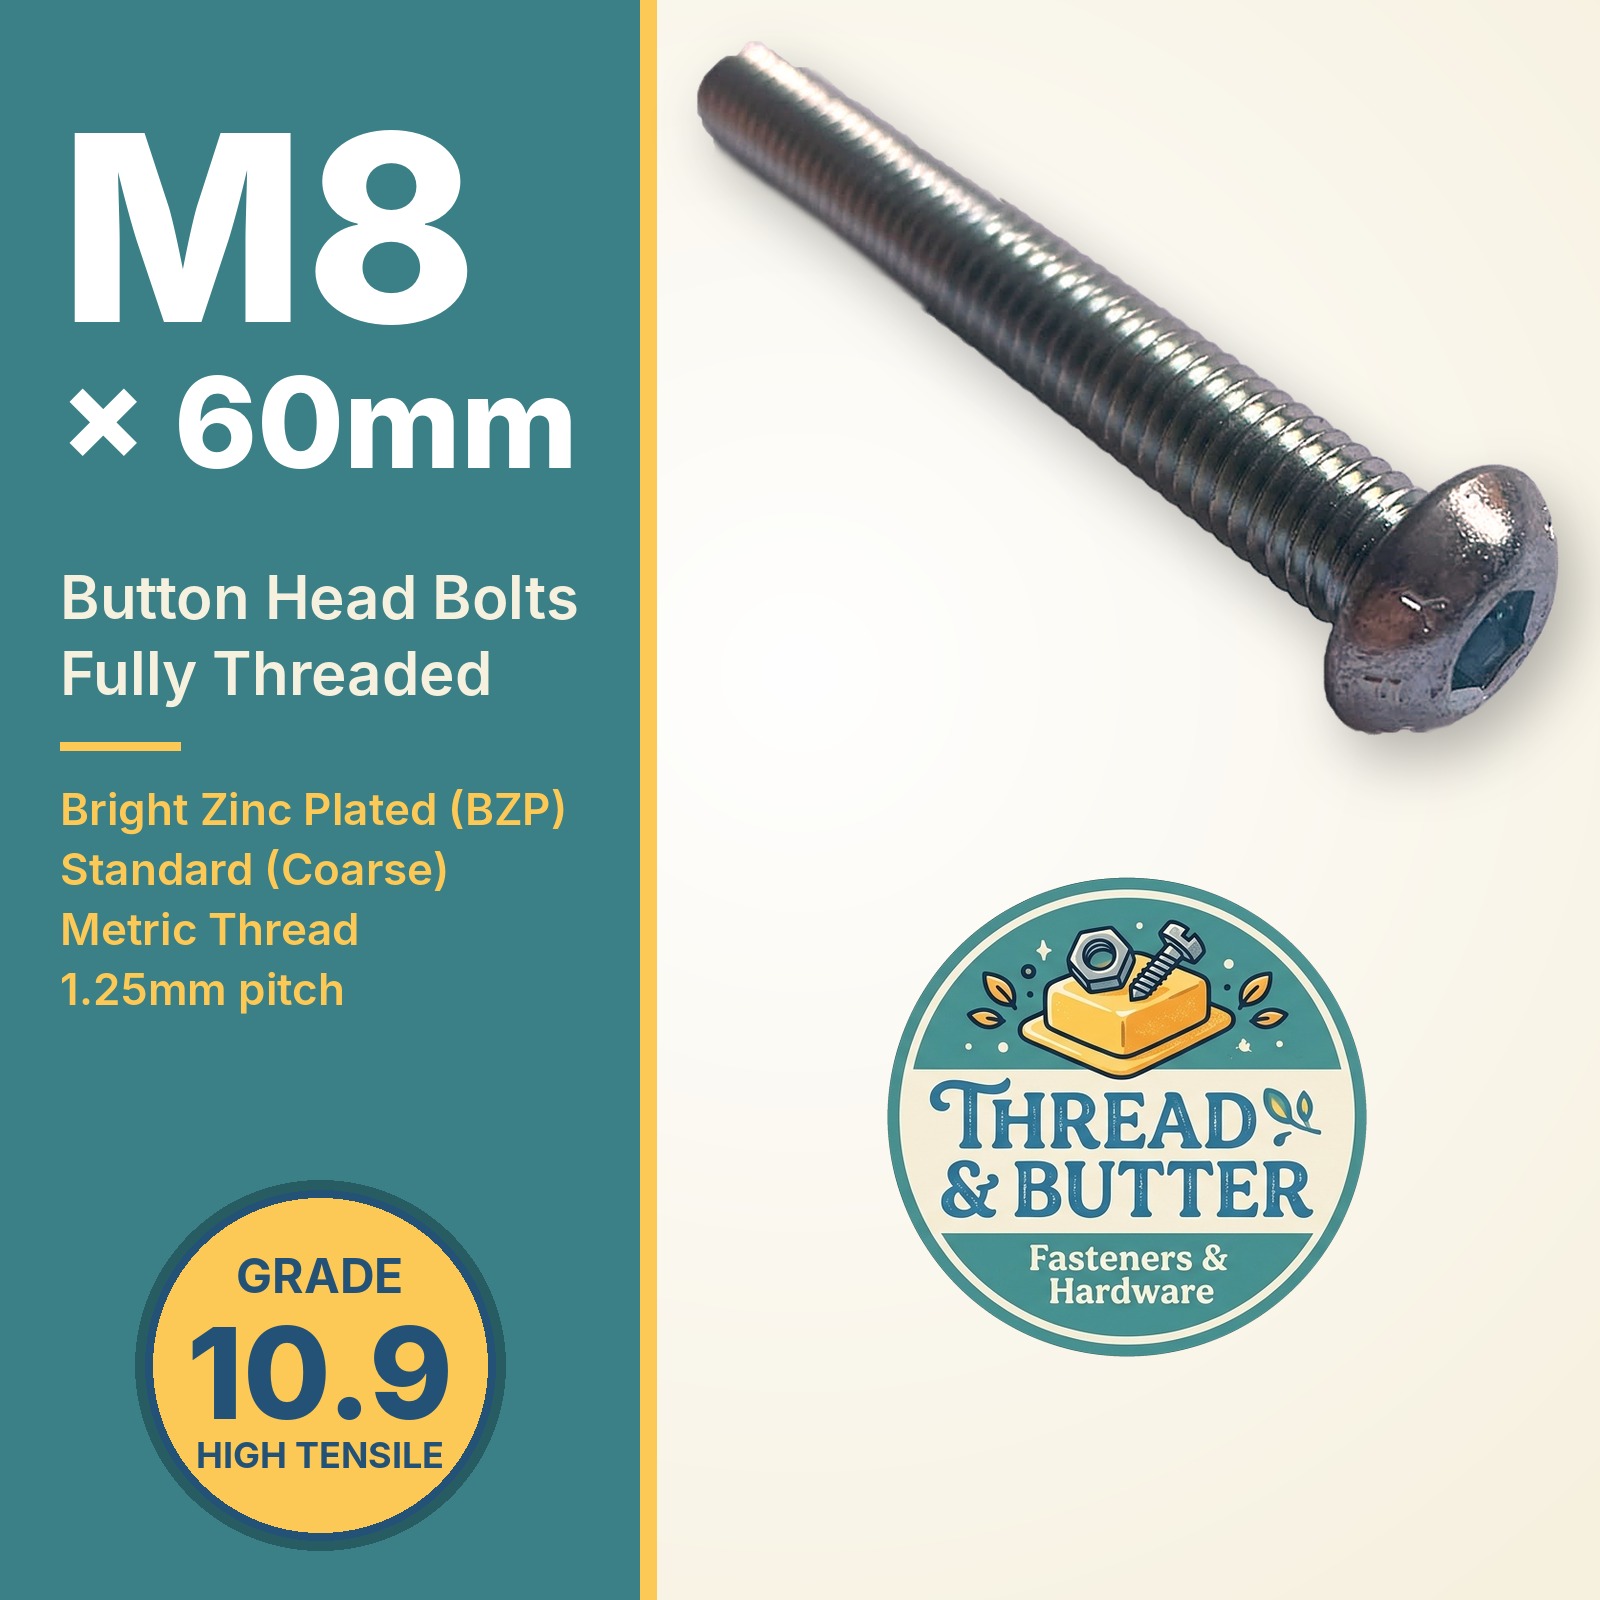 M8
× 60mm
Button Head Bolts
Fully Threaded
Bright Zinc Plated (BZP)
Standard (Coarse)
Metric Thread
1.25mm pitch
GRADE
10.9
HIGH TENSILE
THREAD
& BUTTER
Fasteners &
Hardware